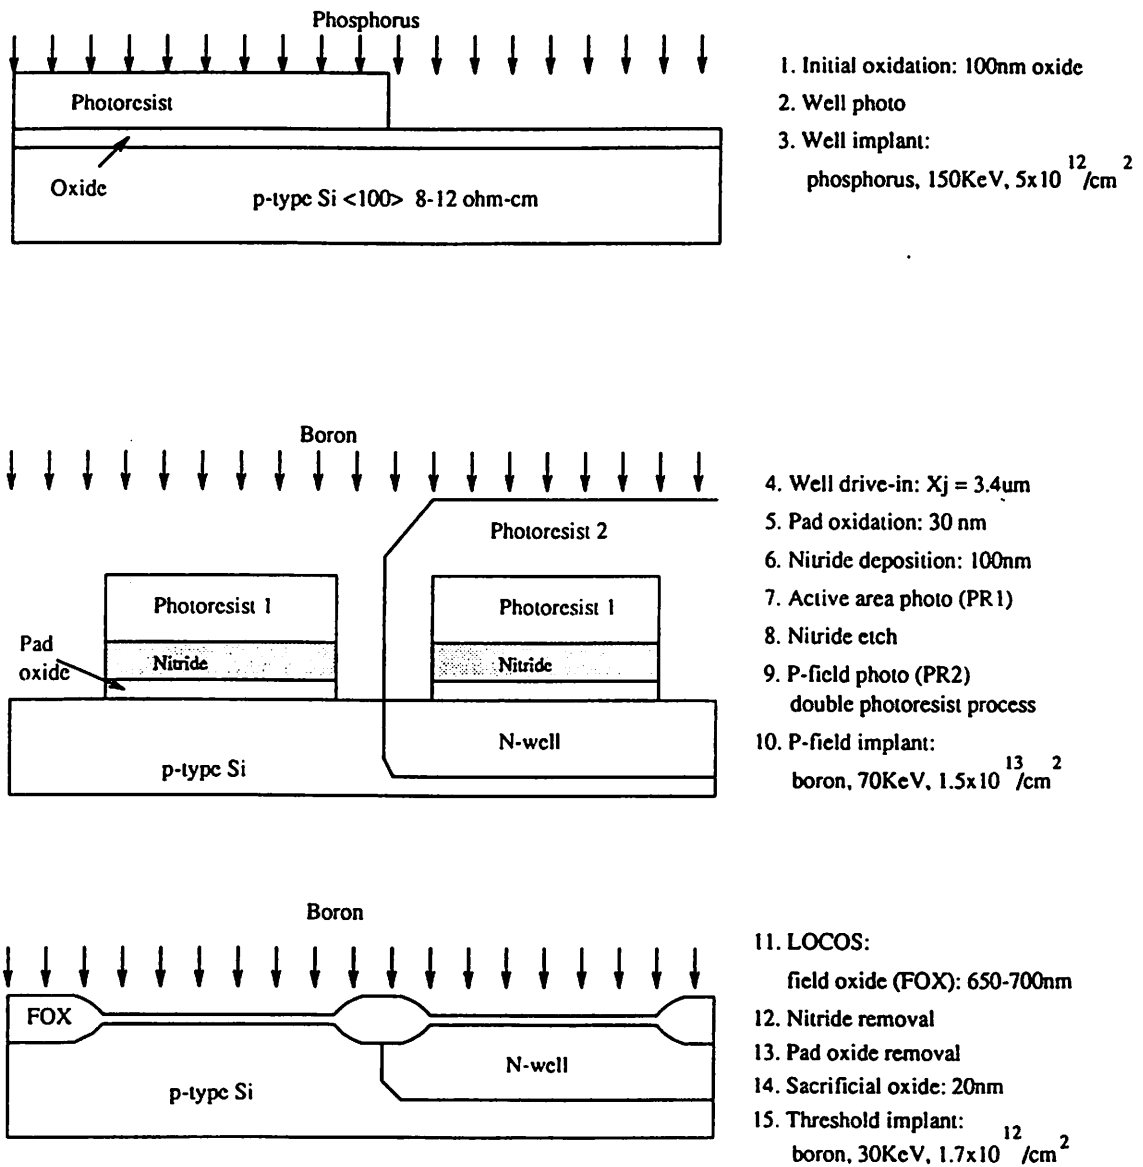 Phosphorus
Photoresist
Oxide
p-type Si <100> 8-12 ohm-cm
1. Initial oxidation: 100nm oxide
2. Well photo
3. Well implant:
phosphorus, 150KeV, 5x10^12/cm^2
Boron
Photoresist 2
Photoresist 1
Photoresist 1
Pad
oxide
Nitride
Nitride
N-well
p-type Si
4. Well drive-in: Xj = 3.4um
5. Pad oxidation: 30 nm
6. Nitride deposition: 100nm
7. Active area photo (PR1)
8. Nitride etch
9. P-field photo (PR2)
double photoresist process
10. P-field implant:
boron, 70KeV, 1.5x10^13/cm^2
Boron
FOX
N-well
p-type Si
11. LOCOS:
field oxide (FOX): 650-700nm
12. Nitride removal
13. Pad oxide removal
14. Sacrificial oxide: 20nm
15. Threshold implant:
boron, 30KeV, 1.7x10^12/cm^2